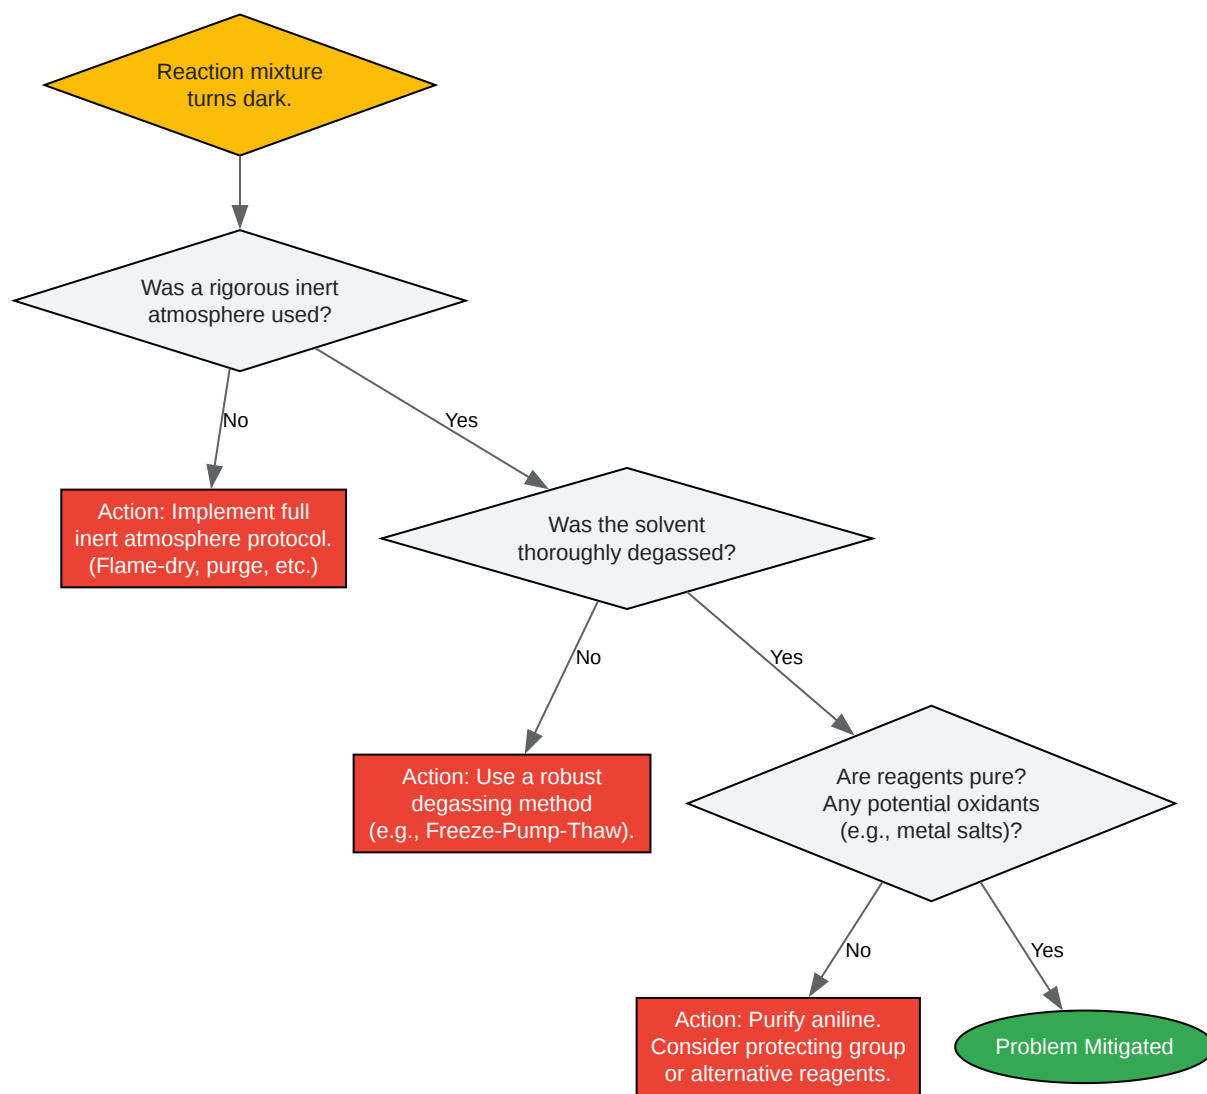 Reaction mixture
turns dark.
Was a rigorous inert
atmosphere used?
No
Yes
Action: Implement full
inert atmosphere protocol.
(Flame-dry, purge, etc.)
Was the solvent
thoroughly degassed?
No
Yes
Action: Use a robust
degassing method
(e.g., Freeze-Pump-Thaw).
Are reagents pure?
Any potential oxidants
(e.g., metal salts)?
No
Yes
Action: Purify aniline.
Consider protecting group
or alternative reagents.
Problem Mitigated